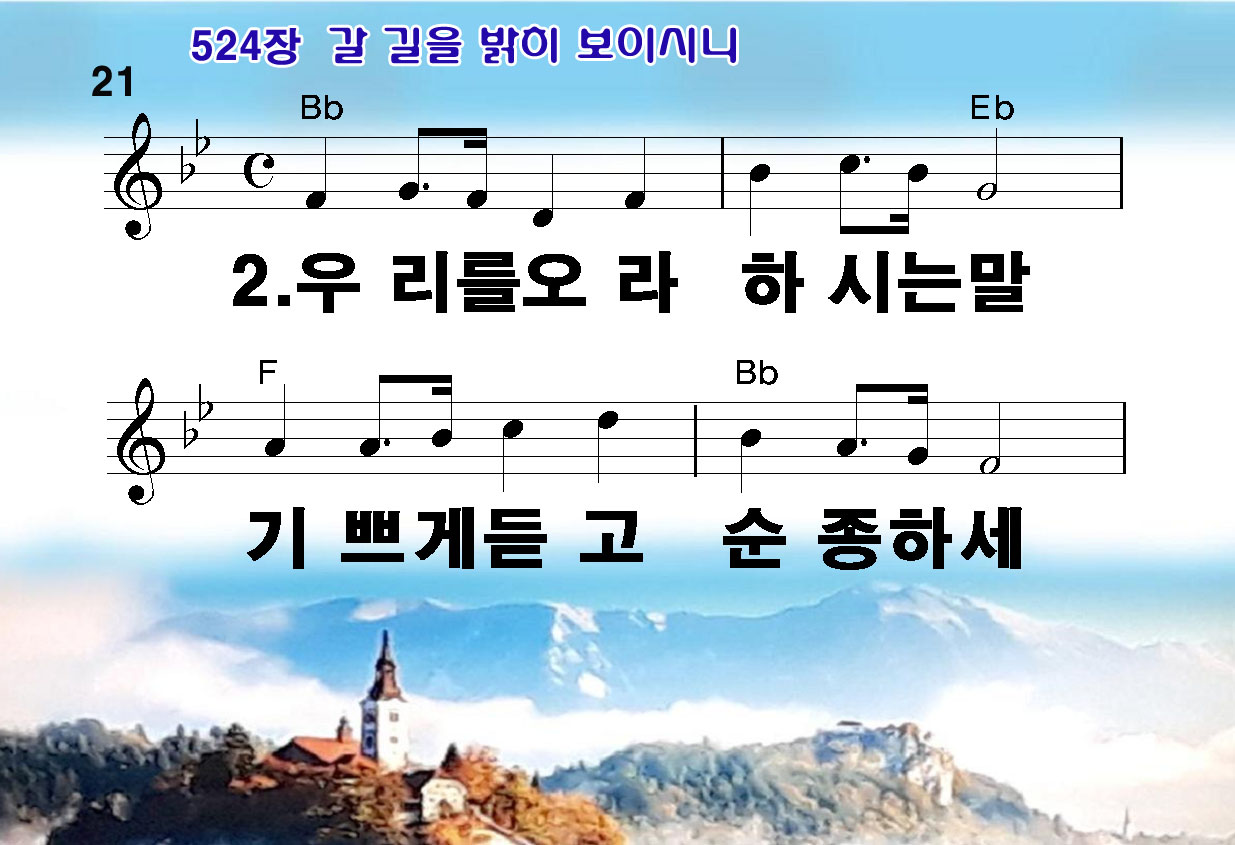 524장 갈 길을 밝히 보이시니
21
Bb Eb
2.우 리를오 라 하 시는말
F Bb
기 쁘게듣 고 순 종하세